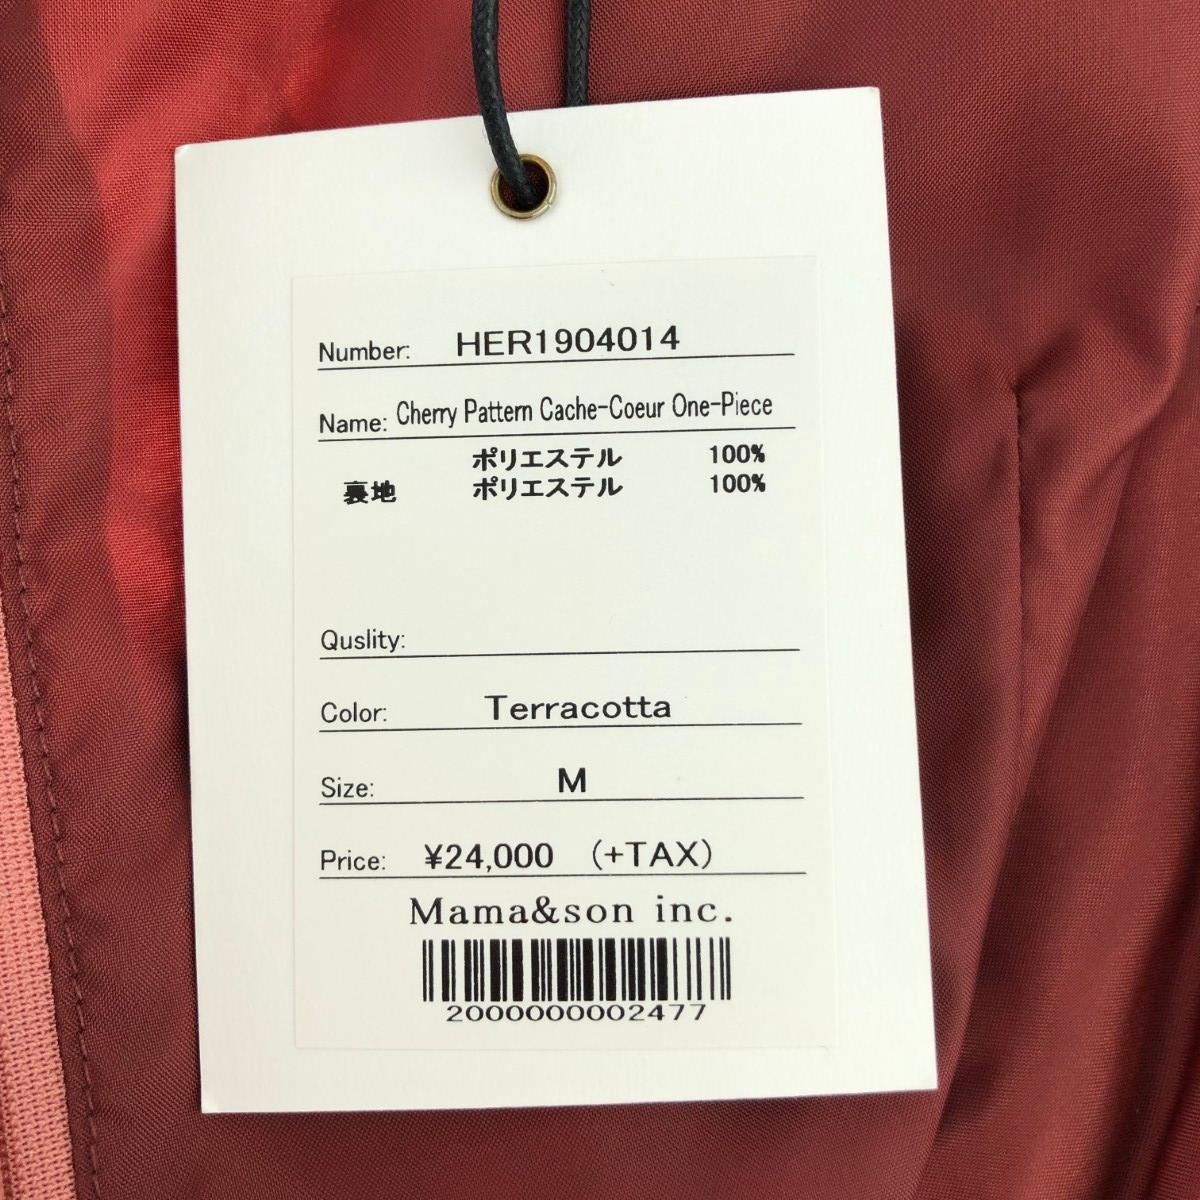 Number: HER1904014
Name: Cherry Pattern Cache-Coeur One-Piece
ポリエステル 100%
裏地 ポリエステル 100%
Quslity:
Color: Terracotta
Size: M
Price: ¥24,000 (+TAX)
Mama&son inc.
2000000002477